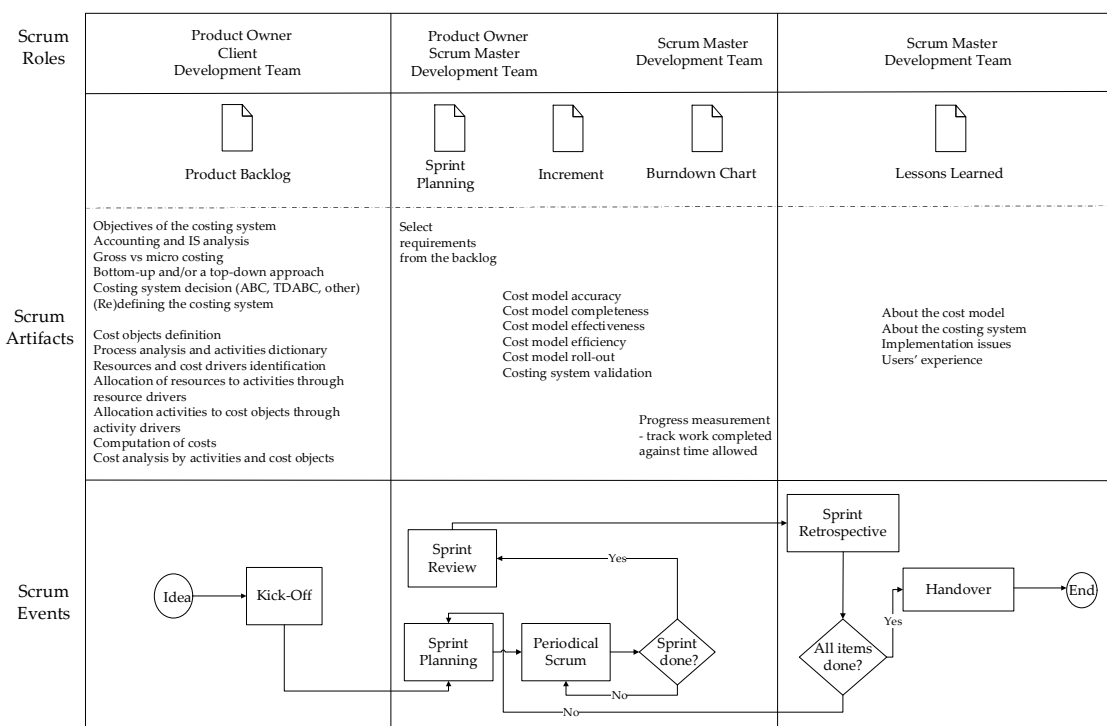 Scrum
Roles
Product Owner
Client
Development Team
Product Owner
Scrum Master
Development Team
Scrum Master
Development Team
Scrum Master
Development Team
Scrum
Artifacts
Product Backlog
Sprint
Planning
Increment
Burndown Chart
Lessons Learned
Objectives of the costing system
Accounting and IS analysis
Gross vs micro costing
Bottom-up and/or a top-down approach
Costing system decision (ABC, TDABC, other)
(Re)defining the costing system
Cost objects definition
Process analysis and activities dictionary
Resources and cost drivers identification
Allocation of resources to activities through
resource drivers
Allocation activities to cost objects through
activity drivers
Computation of costs
Cost analysis by activities and cost objects
Select
requirements
from the backlog
Cost model accuracy
Cost model completeness
Cost model effectiveness
Cost model efficiency
Cost model roll-out
Costing system validation
Progress measurement
- track work completed
against time allowed
About the cost model
About the costing system
Implementation issues
Users' experience
Scrum
Events
Idea
Kick-Off
Sprint
Review
Yes
Sprint
Planning
Periodical
Scrum
Sprint
done?
No
No
Sprint
Retrospective
All items
done?
Yes
Handover
End